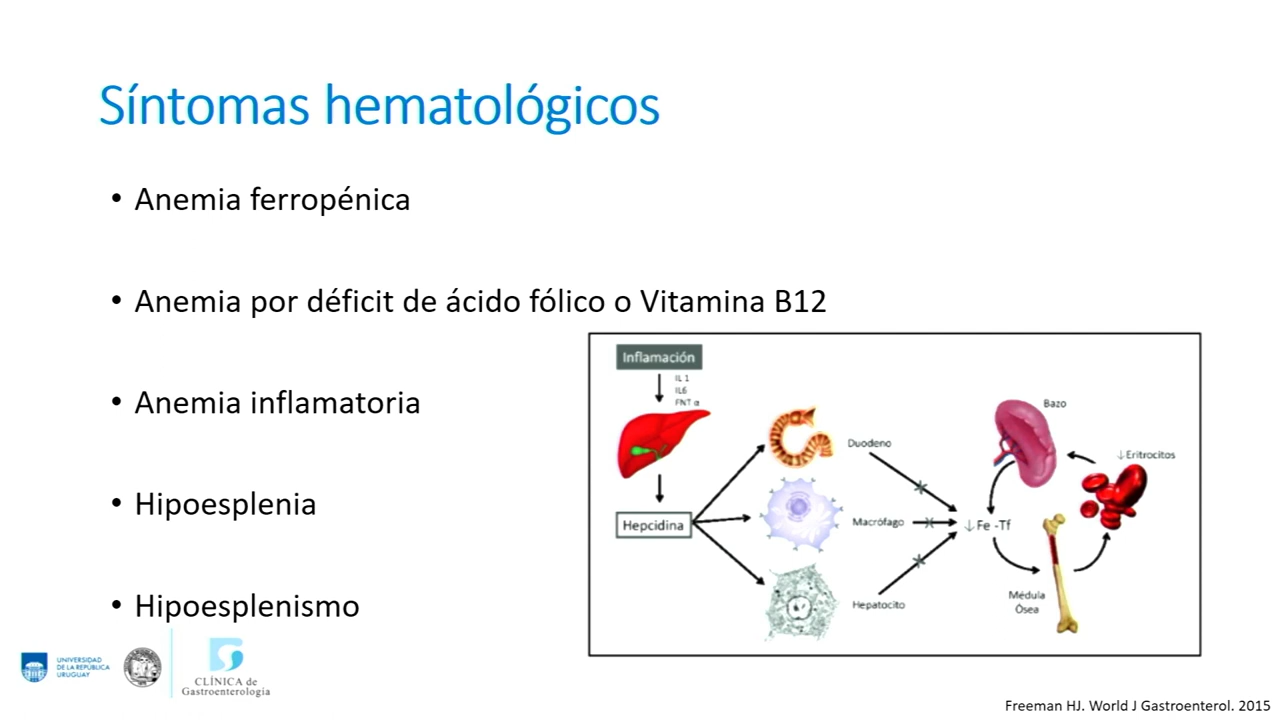 Síntomas hematológicos
• Anemia ferropénica
• Anemia por déficit de ácido fólico o Vitamina B12
• Anemia inflamatoria
• Hipoesplenia
• Hipoesplenismo
Inflamación
IL 1
IL6
FNT α
Hepcidina
Duodeno
Macrófago
Hepatocito
↓ Fe -Tf
Bazo
↓Eritrocitos
Médula
Ósea
UNIVERSIDAD
DE LA REPÚBLICA
URUGUAY
CLÍNICA de
Gastroenterología
Freeman HJ. World J Gastroenterol. 2015